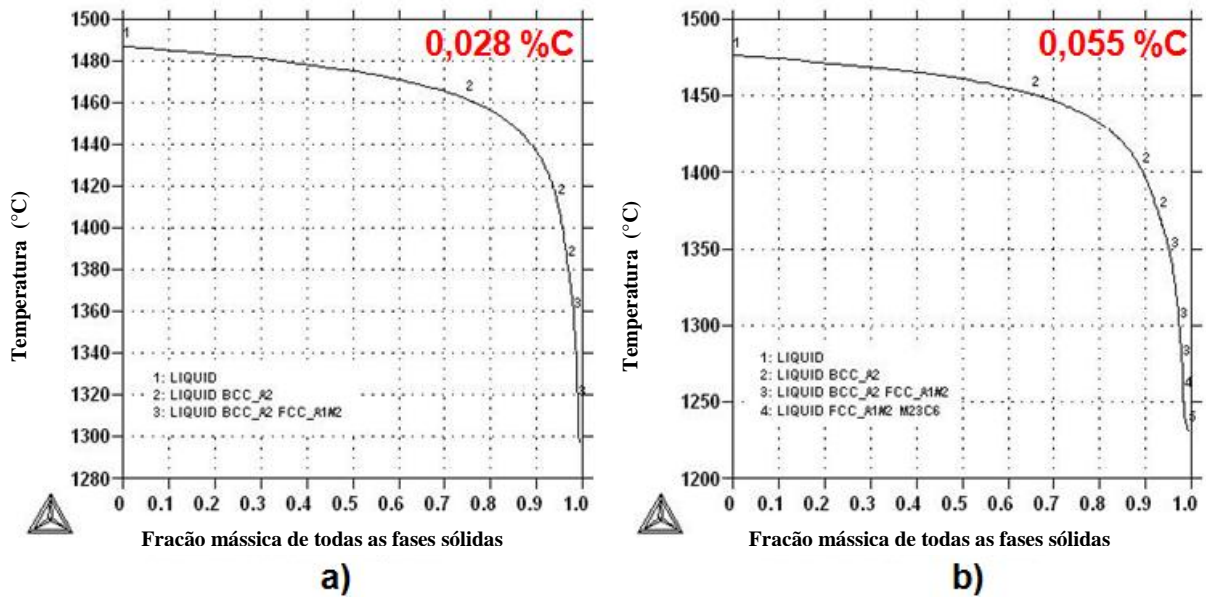 0,028 %C
Temperatura (°C)
1500
1480
1460
1440
1420
1400
1380
1360
1340
1320
1300
1280
1
2
2
2
3
3
1: LIQUID
2: LIQUID BCC_A2
3: LIQUID BCC_A2 FCC_A1#2
0 0.1 0.2 0.3 0.4 0.5 0.6 0.7 0.8 0.9 1.0
Fracão mássica de todas as fases sólidas
a)
0,055 %C
Temperatura (°C)
1500
1450
1400
1350
1300
1250
1200
1
2
2
2
3
3
3
4
5
1: LIQUID
2: LIQUID BCC_A2
3: LIQUID BCC_A2 FCC_A1#2
4: LIQUID FCC_A1#2 M23C6
0 0.1 0.2 0.3 0.4 0.5 0.6 0.7 0.8 0.9 1.0
Fracão mássica de todas as fases sólidas
b)